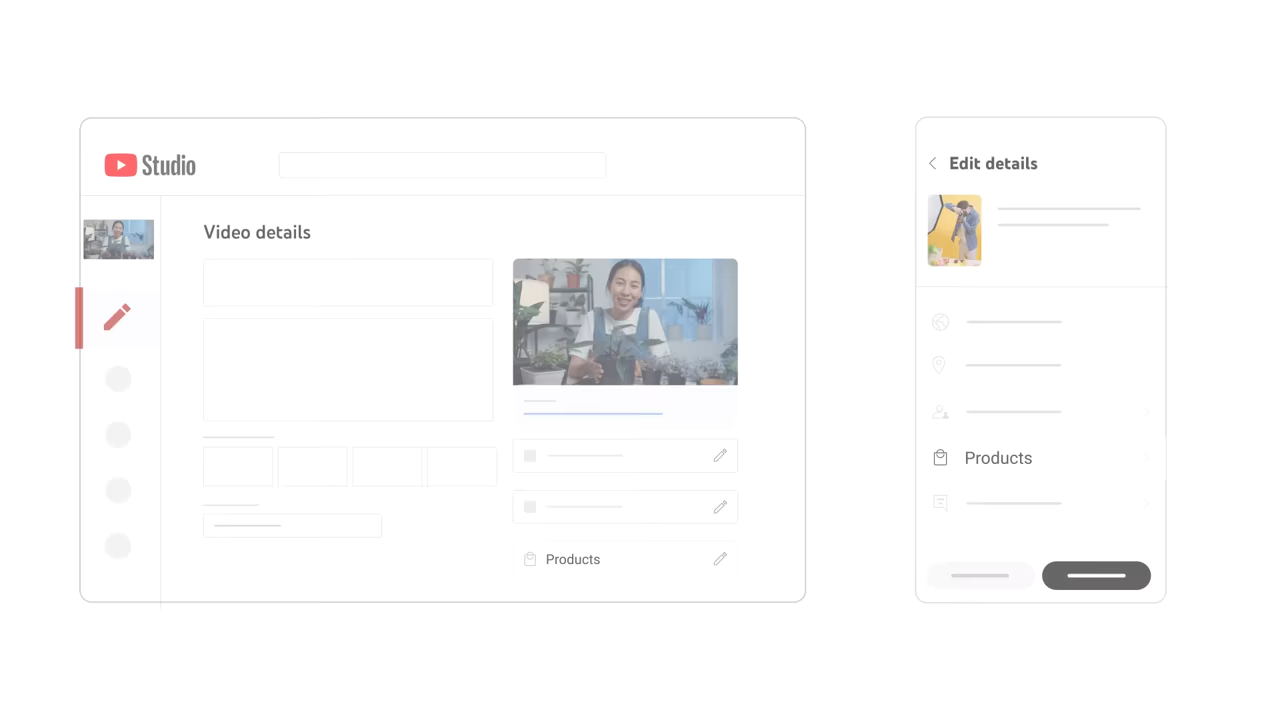 Studio
Video details
Products
Edit details
Products